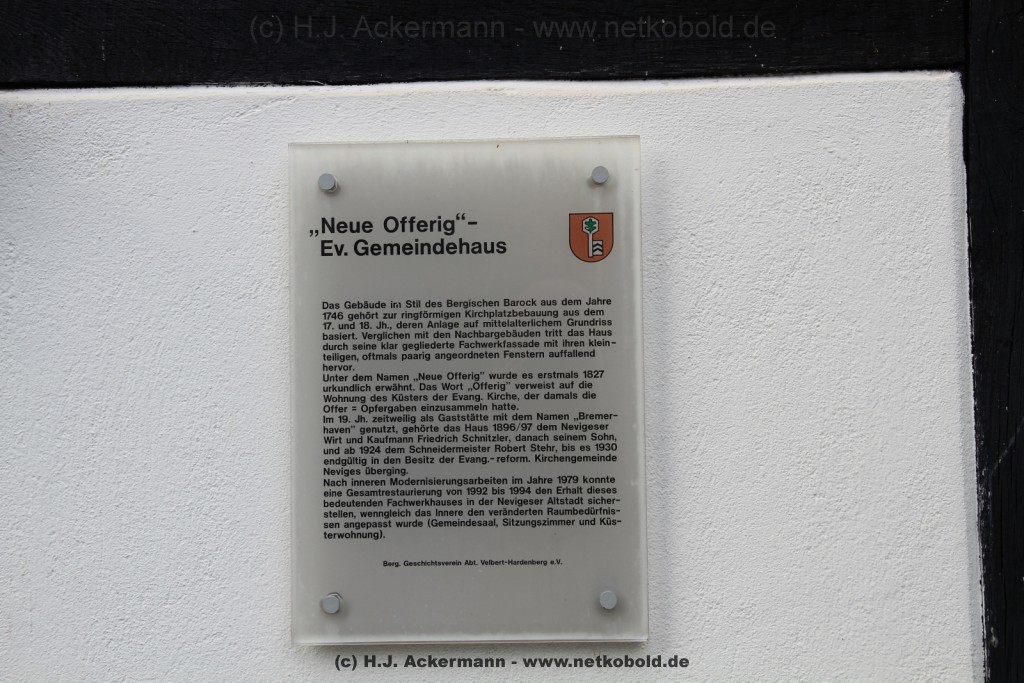 (c) H.J. Ackermann - www.netkobold.de
„Neue Offerig“–
Ev. Gemeindehaus
Das Gebäude im Stil des Bergischen Barock aus dem Jahre
1746 gehört zur ringförmigen Kirchplatzbebauung aus dem
17. und 18. Jh., deren Anlage auf mittelalterlichem Grundriss
basiert. Verglichen mit den Nachbargebäuden tritt das Haus
durch seine klar gegliederte Fachwerkfassade mit ihren klein-
teiligen, oftmals paarig angeordneten Fenstern auffallend
hervor.
Unter dem Namen „Neue Offerig“ wurde es erstmals 1827
urkundlich erwähnt. Das Wort „Offerig“ verweist auf die
Wohnung des Küsters der Evang. Kirche, der damals die
Offer = Opfergaben einzusammeln hatte.
Im 19. Jh. zeitweilig als Gaststätte mit dem Namen „Bremer-
haven“ genutzt, gehörte das Haus 1896/97 dem Nevigeser
Wirt und Kaufmann Friedrich Schnitzler, danach seinem Sohn,
und ab 1924 dem Schneidermeister Robert Stehr, bis es 1930
endgültig in den Besitz der Evang.-reform. Kirchengemeinde
Neviges überging.
Nach inneren Modernisierungsarbeiten im Jahre 1979 konnte
eine Gesamtrestaurierung von 1992 bis 1994 den Erhalt dieses
bedeutenden Fachwerkhauses in der Nevigeser Altstadt sicher-
stellen, wenngleich das Innere den veränderten Raumbedürfnis-
sen angepasst wurde (Gemeindesaal, Sitzungszimmer und Küs-
terwohnung).
Berg. Geschichtsverein Abt. Velbert-Hardenberg e.V.
(c) H.J. Ackermann - www.netkobold.de